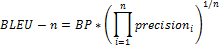 BLEU-n = BP*(∏_{i=1}^{n} precision_i)^{1/n}